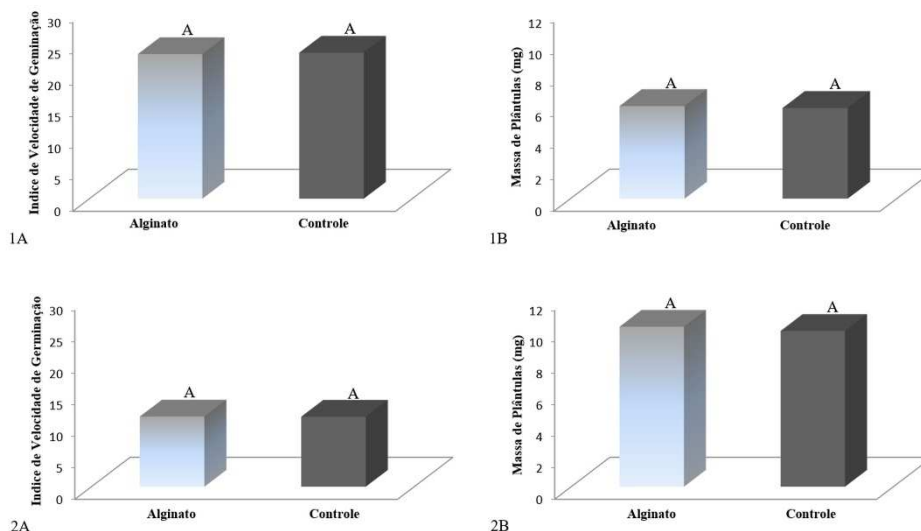 Indice de Velocidade de Geminação
30
25
20
15
10
5
0
A
A
Alginato
Controle
1A
Massa de Plântulas (mg)
12
10
8
6
4
2
0
A
A
Alginato
Controle
1B
Indice de Velocidade de Germinação
30
25
20
15
10
5
0
A
A
Alginato
Controle
2A
Massa de Plântulas (mg)
12
10
8
6
4
2
0
A
A
Alginato
Controle
2B